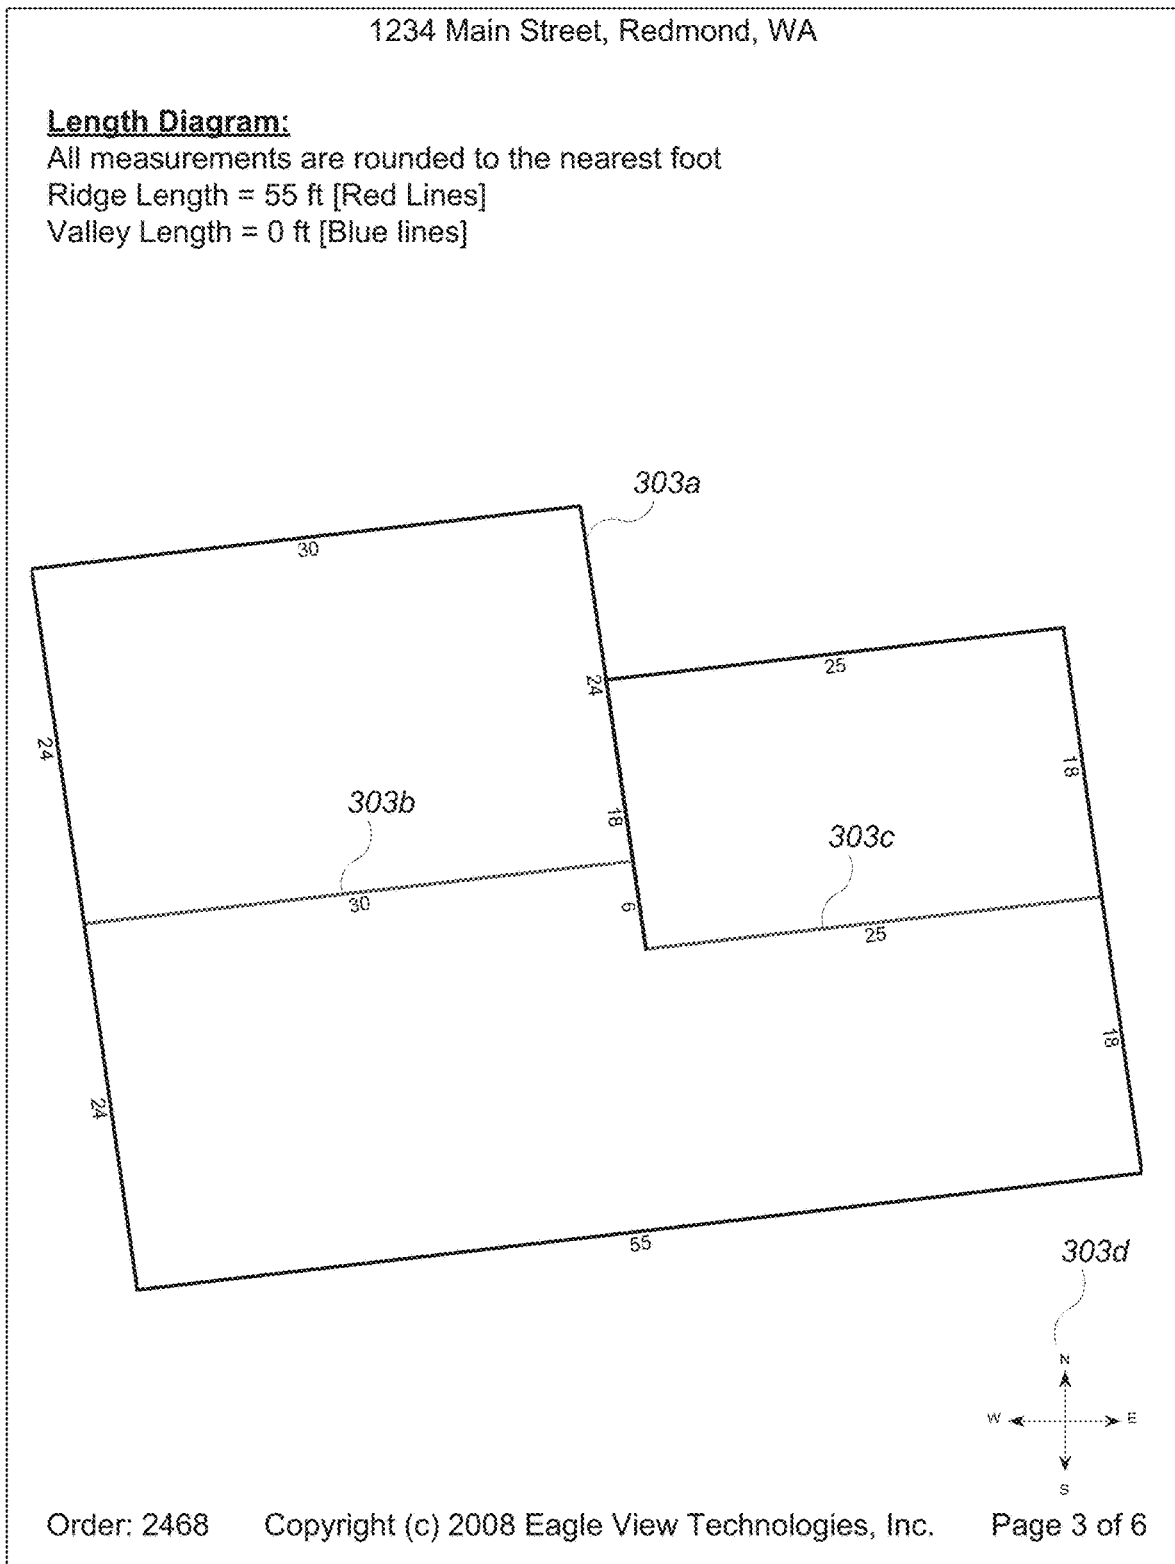 1234 Main Street, Redmond, WA
Length Diagram:
All measurements are rounded to the nearest foot
Ridge Length = 55 ft [Red Lines]
Valley Length = 0 ft [Blue lines]
303a
30
25
24
24
18
303b
18
303c
30
6
25
18
24
55
303d
N
W
E
S
Order: 2468 Copyright (c) 2008 Eagle View Technologies, Inc. Page 3 of 6